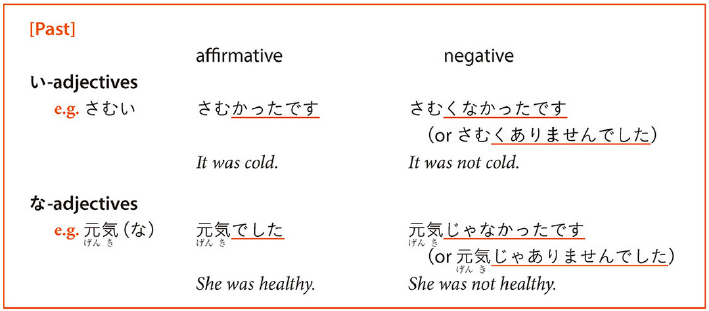 [Past]
affirmative negative
い-adjectives
e.g. さむい さむかったです さむくなかったです
(or さむくありませんでした)
It was cold. It was not cold.
な-adjectives
e.g. 元気(な) 元気でした 元気じゃなかったです
げん き げん き げん き
(or 元気じゃありませんでした)
げん き
She was healthy. She was not healthy.